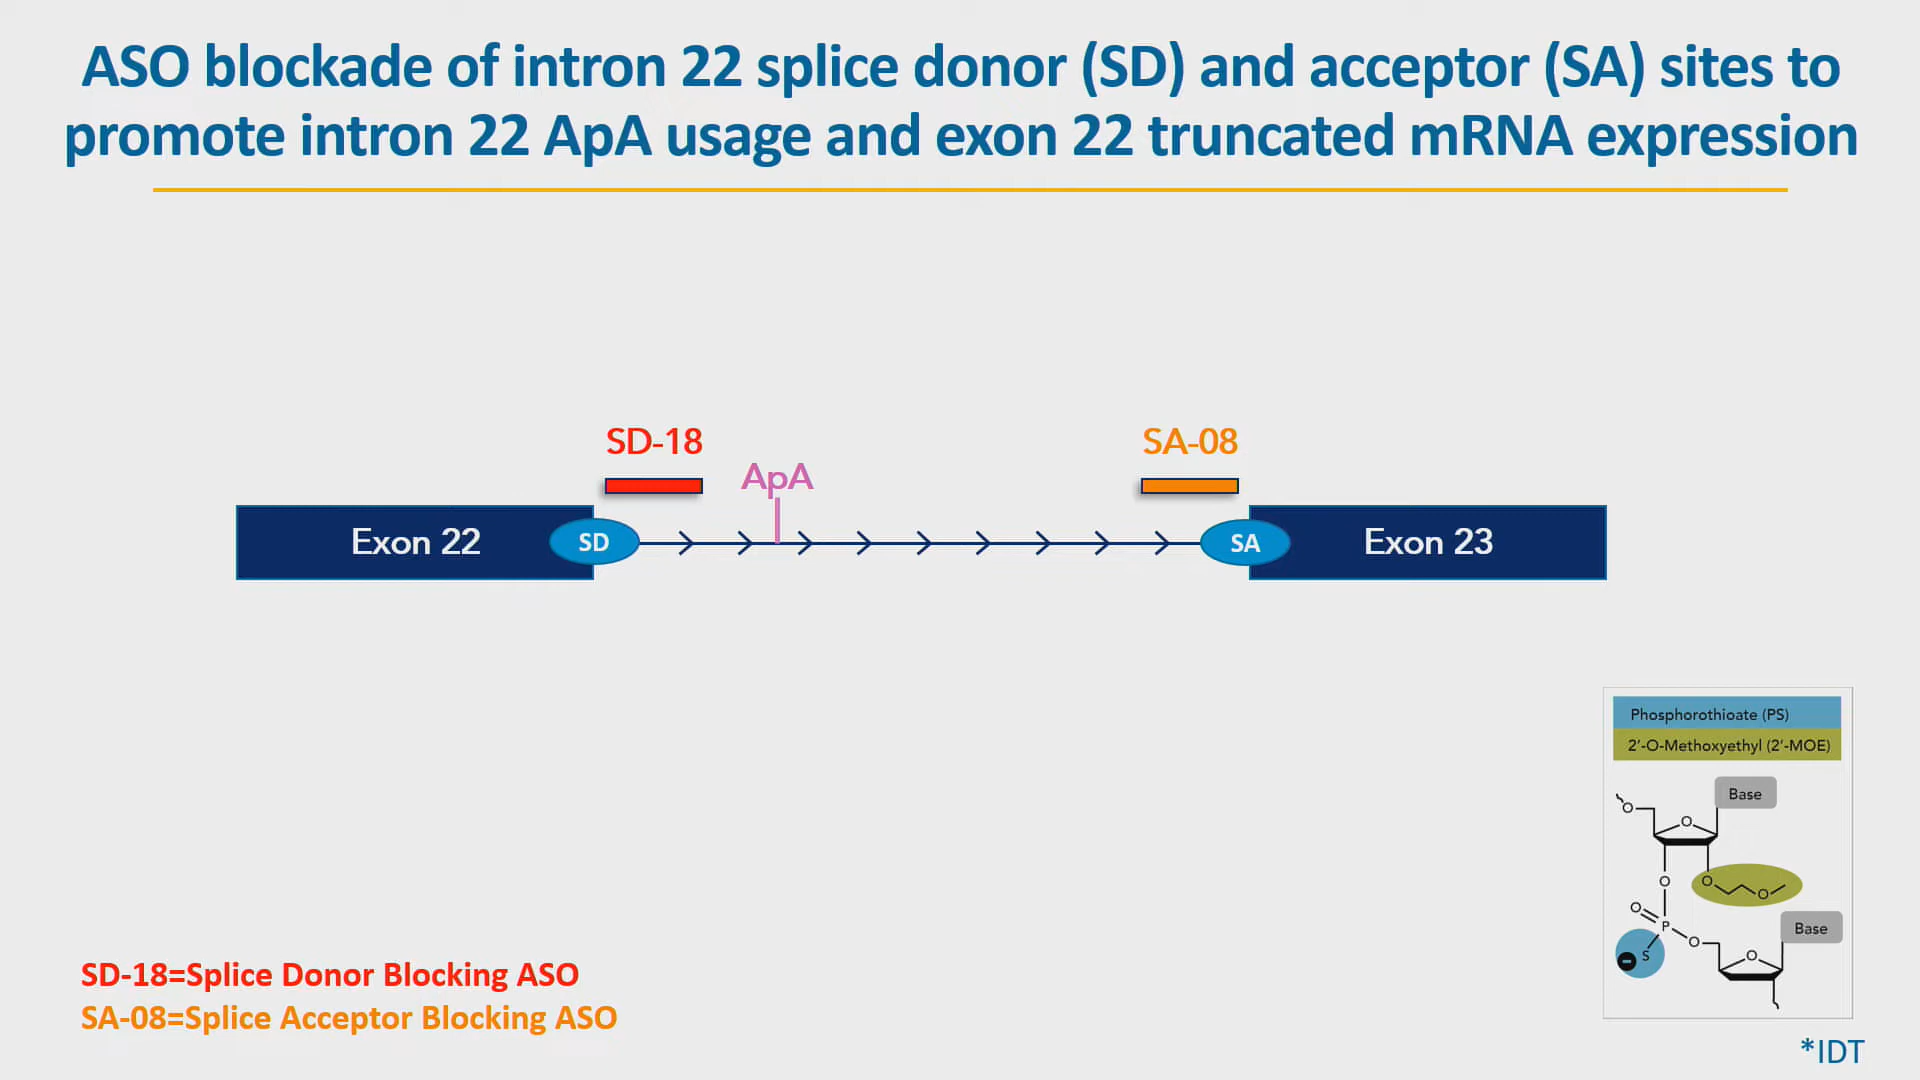 ASO blockade of intron 22 splice donor (SD) and acceptor (SA) sites to
promote intron 22 ApA usage and exon 22 truncated mRNA expression
SD-18
SA-08
ApA
Exon 22
SD
SA
Exon 23
Phosphorothioate (PS)
2’-O-Methoxyethyl (2’-MOE)
Base
O
O
O
O
O
O
P
O
Base
S
O
SD-18=Splice Donor Blocking ASO
SA-08=Splice Acceptor Blocking ASO
*IDT